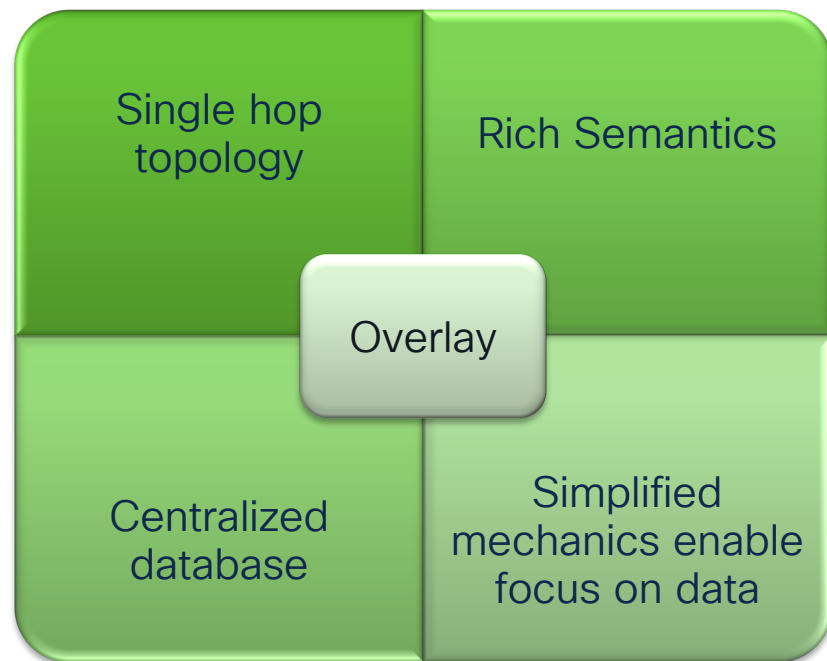 Single hop
topology
Rich Semantics
Overlay
Centralized
database
Simplified
mechanics enable
focus on data